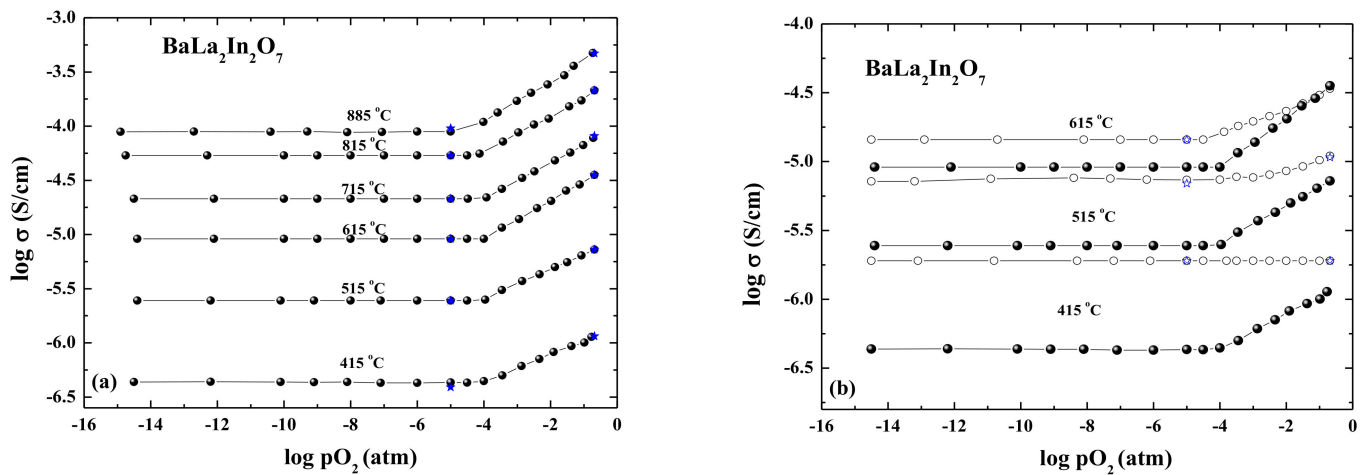 -3.0
-3.5
-4.0
-4.5
-5.0
-5.5
-6.0
-6.5
log σ (S/cm)
BaLa₂In₂O₇
885 °C
815 °C
715 °C
615 °C
515 °C
415 °C
(a)
-16 -14 -12 -10 -8 -6 -4 -2 0
log pO₂ (atm)
-4.0
-4.5
-5.0
-5.5
-6.0
-6.5
log σ (S/cm)
BaLa₂In₂O₇
615 °C
515 °C
415 °C
(b)
-16 -14 -12 -10 -8 -6 -4 -2 0
log pO₂ (atm)